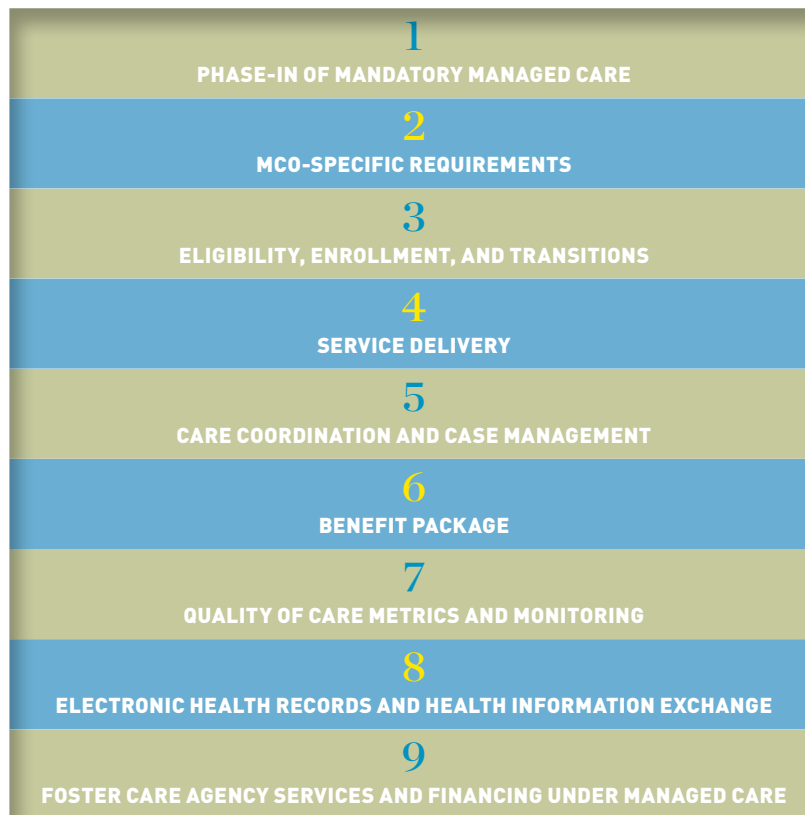 1
PHASE-IN OF MANDATORY MANAGED CARE
2
MCO-SPECIFIC REQUIREMENTS
3
ELIGIBILITY, ENROLLMENT, AND TRANSITIONS
4
SERVICE DELIVERY
5
CARE COORDINATION AND CASE MANAGEMENT
6
BENEFIT PACKAGE
7
QUALITY OF CARE METRICS AND MONITORING
8
ELECTRONIC HEALTH RECORDS AND HEALTH INFORMATION EXCHANGE
9
FOSTER CARE AGENCY SERVICES AND FINANCING UNDER MANAGED CARE